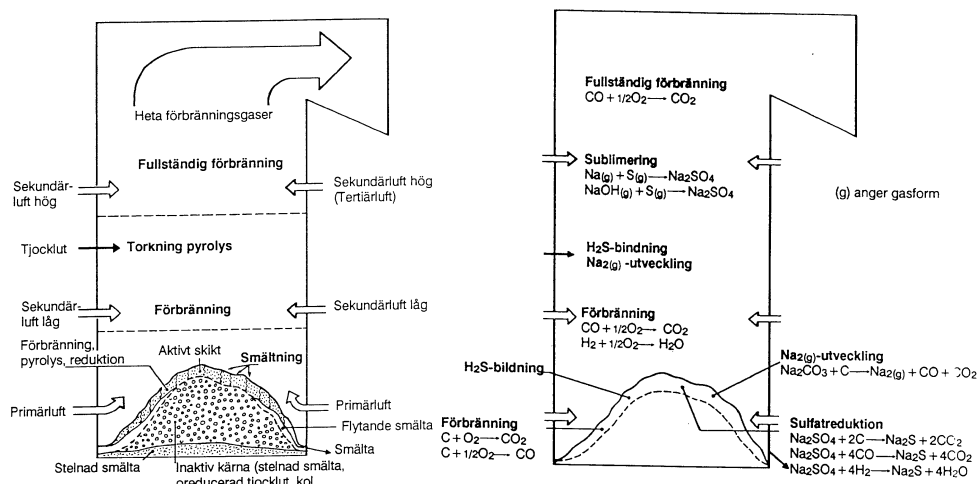 Heta förbränningsgaser
Fullständig förbränning
Sekundär-
luft hög
Sekundärluft hög
(Tertiärluft)
Tjocklut
Torkning pyrolys
Sekundär-
luft låg
Förbränning
Sekundärluft låg
Förbränning,
pyrolys, reduktion
Aktivt skikt
Smältning
Primärluft
Primärluft
Flytande smälta
Smälta
Stelnad smälta
Inaktiv kärna (stelnad smälta,
oreducerad tjocklut, kol
Fullständig förbränning
CO + 1/2O₂ → CO₂
Sublimering
Na(g) + S(g) → Na₂SO₄
NaOH(g) + S(g) → Na₂SO₄
(g) anger gasform
H₂S-bindning
Na₂(g) -utveckling
Förbränning
CO + 1/2O₂ → CO₂
H₂ + 1/2O₂ → H₂O
H₂S-bildning
Na₂(g)-utveckling
Na₂CO₃ + C → Na₂(g) + CO + CO₂
Förbränning
C + O₂ → CO₂
C + 1/2O₂ → CO
Sulfatreduktion
Na₂SO₄ + 2C → Na₂S + 2CC₂
Na₂SO₄ + 4CO → Na₂S + 4CO₂
Na₂SO₄ + 4H₂ → Na₂S + 4H₂O